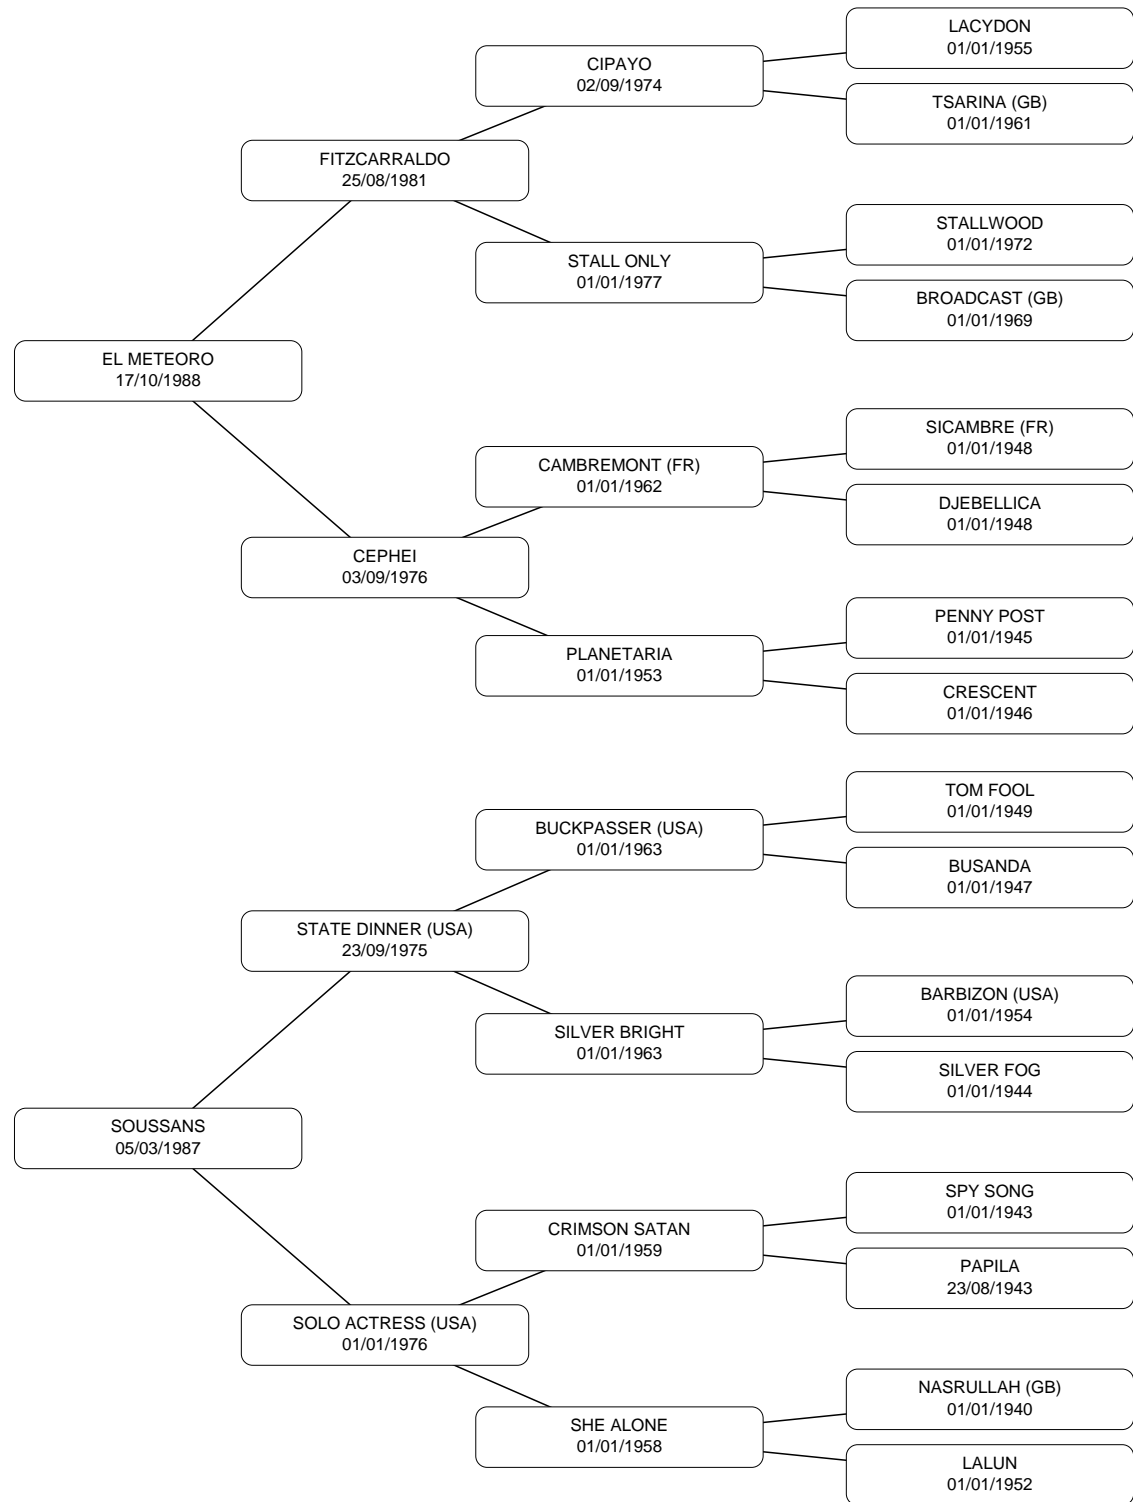 LACYDON
01/01/1955
CIPAYO
02/09/1974
TSARINA (GB)
01/01/1961
FITZCARRALDO
25/08/1981
STALLWOOD
01/01/1972
STALL ONLY
01/01/1977
BROADCAST (GB)
01/01/1969
EL METEORO
17/10/1988
SICAMBRE (FR)
01/01/1948
CAMBREMONT (FR)
01/01/1962
DJEBELLICA
01/01/1948
CEPHEI
03/09/1976
PENNY POST
01/01/1945
PLANETARIA
01/01/1953
CRESCENT
01/01/1946
TOM FOOL
01/01/1949
BUCKPASSER (USA)
01/01/1963
BUSANDA
01/01/1947
STATE DINNER (USA)
23/09/1975
BARBIZON (USA)
01/01/1954
SILVER BRIGHT
01/01/1963
SILVER FOG
01/01/1944
SOUSSANS
05/03/1987
SPY SONG
01/01/1943
CRIMSON SATAN
01/01/1959
PAPILA
23/08/1943
SOLO ACTRESS (USA)
01/01/1976
NASRULLAH (GB)
01/01/1940
SHE ALONE
01/01/1958
LALUN
01/01/1952